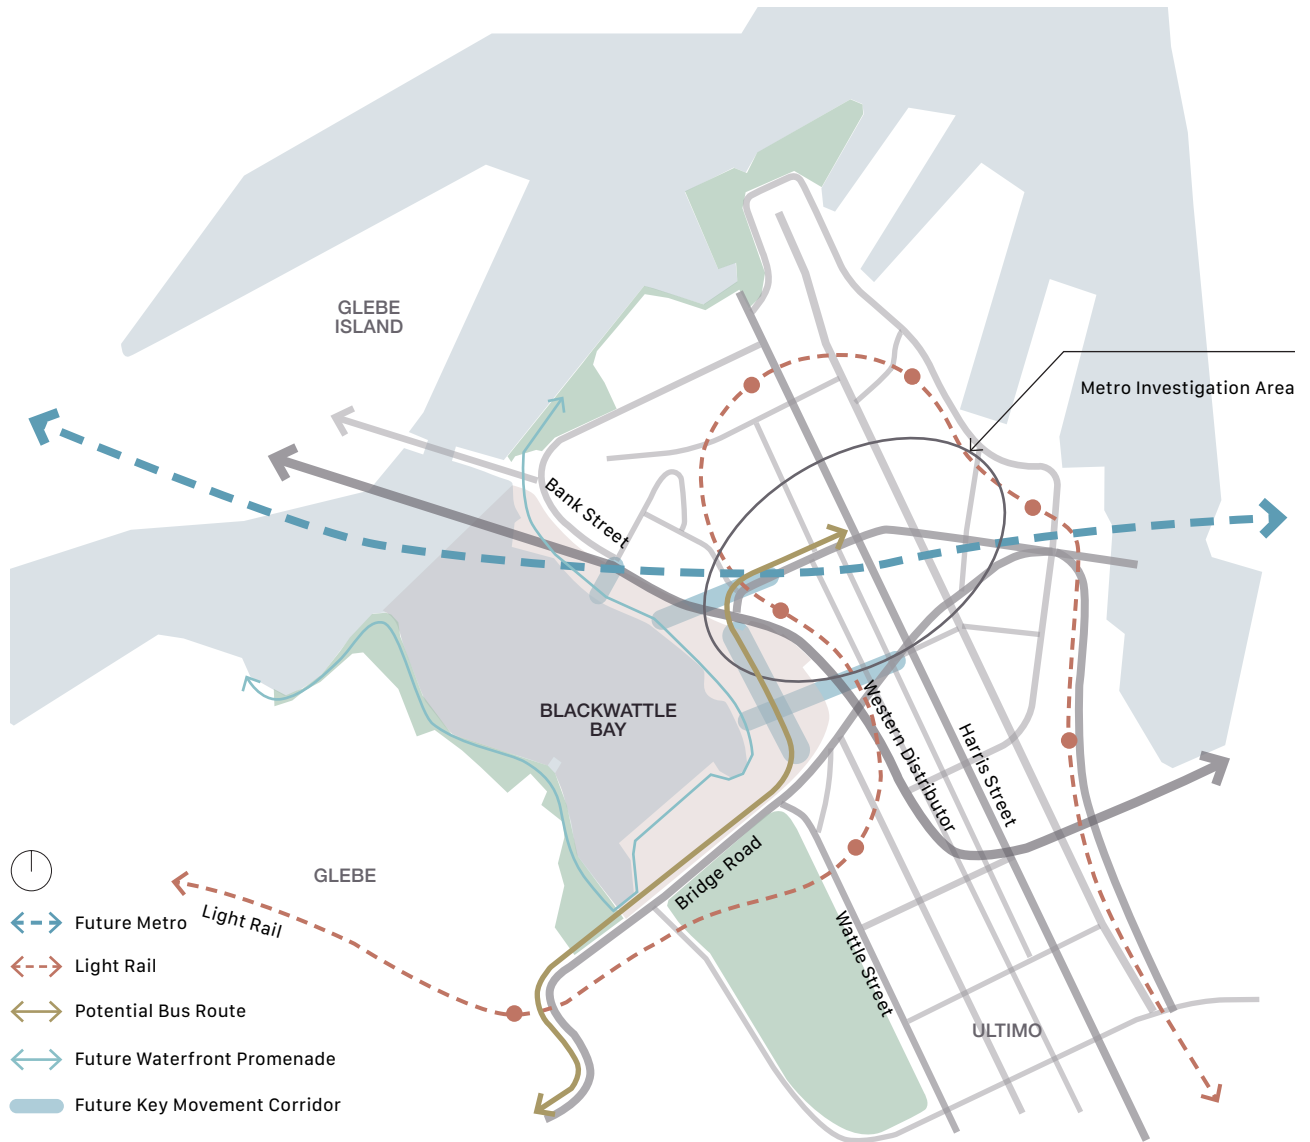 GLEBE
ISLAND
Metro Investigation Area
Bank Street
BLACKWATTLE
BAY
Western Distributor
Harris Street
Bridge Road
GLEBE
Light Rail
Wattle Street
ULTIMO
Future Metro
Light Rail
Potential Bus Route
Future Waterfront Promenade
Future Key Movement Corridor